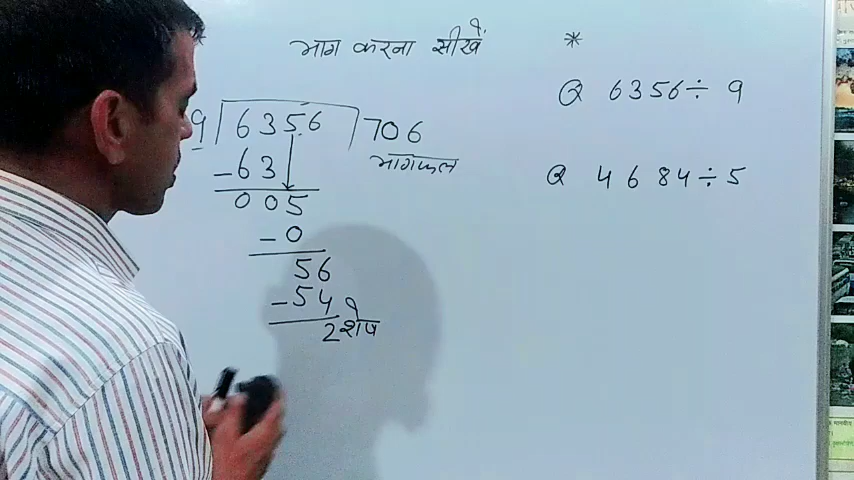 भाग करना सीखें *
Q 6356 ÷ 9
9 6356 706
भागफल
- 63
005
- 0
56
- 54
2 शेष
Q 4684 ÷ 5